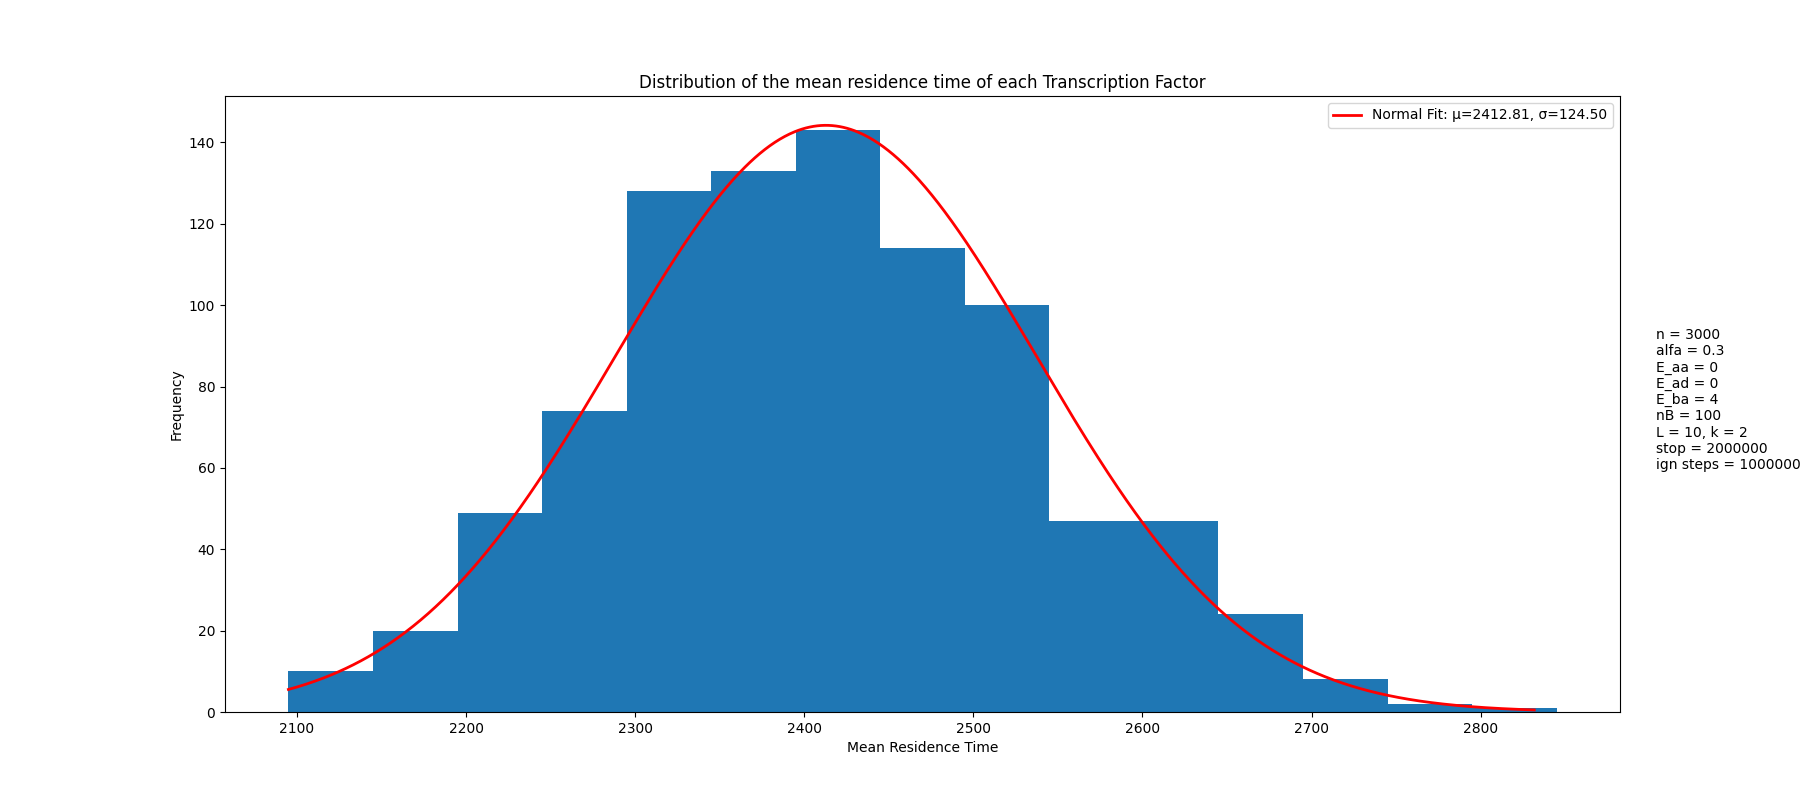 Distribution of the mean residence time of each Transcription Factor
Normal Fit: μ=2412.81, σ=124.50
140
120
100
80
60
40
20
0
Frequency
2100 2200 2300 2400 2500 2600 2700 2800
Mean Residence Time
n = 3000
alfa = 0.3
E_aa = 0
E_ad = 0
E_ba = 4
nB = 100
L = 10, k = 2
stop = 2000000
ign steps = 1000000